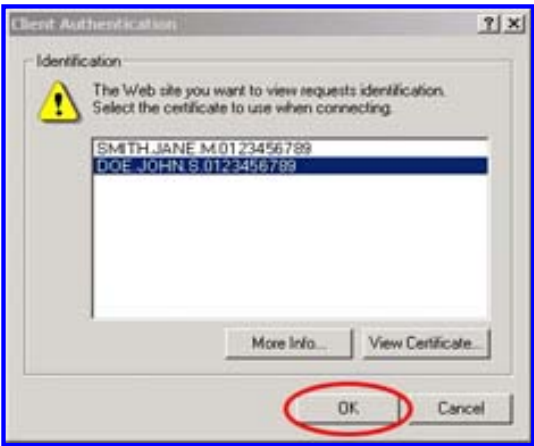 Client Authentication
Identification
The Web site you want to view requests identification.
Select the certificate to use when connecting.
SMITH.JANE.M.0123456789
DOE.JOHN.S.0123456789
More Info...
View Certificate...
OK
Cancel